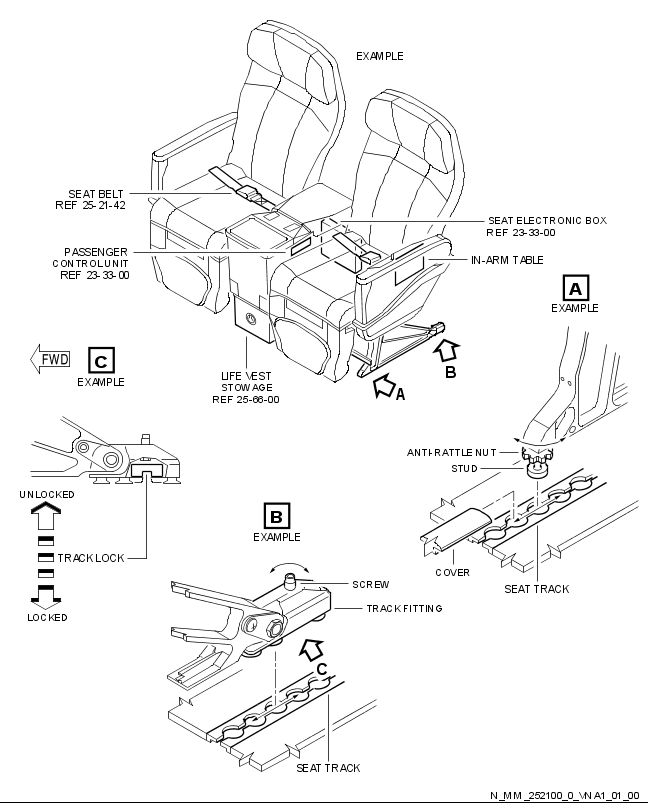 EXAMPLE
SEAT BELT
REF 25-21-42
SEAT ELECTRONIC BOX
REF 23-33-00
PASSENGER
CONTROL UNIT
REF 23-33-00
IN-ARM TABLE
A
EXAMPLE
FWD
C
EXAMPLE
B
A
LIFE VEST
STOWAGE
REF 25-66-00
ANTI-RATTLE NUT
STUD
UNLOCKED
TRACK LOCK
LOCKED
B
EXAMPLE
COVER
SEAT TRACK
SCREW
TRACK FITTING
C
SEAT TRACK
N_MM_252100_0_VNA1_01_00